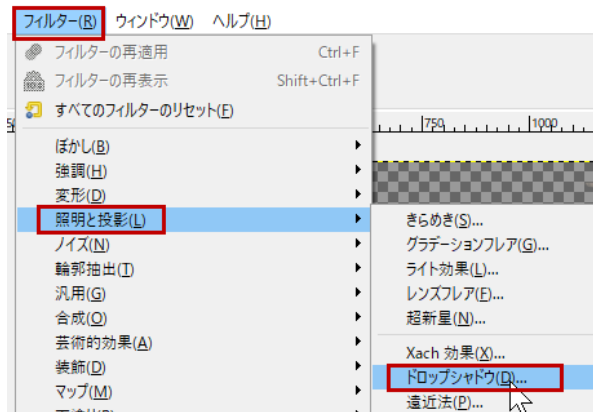 フィルター(R) ウィンドウ(W) ヘルプ(H)
フィルターの再適用 Ctrl+F
フィルターの再表示 Shift+Ctrl+F
すべてのフィルターのリセット(F)
750 1000
ぼかし(B)
強調(H)
変形(D)
照明と投影(L)
ノイズ(N)
輪郭抽出(T)
汎用(G)
合成(O)
芸術的効果(A)
装飾(D)
マップ(M)
きらめき(S)...
グラデーションフレア(G)...
ライト効果(L)...
レンズフレア(F)...
超新星(N)...
Xach 効果(X)...
ドロップシャドウ(D)...
遠近法(P)...